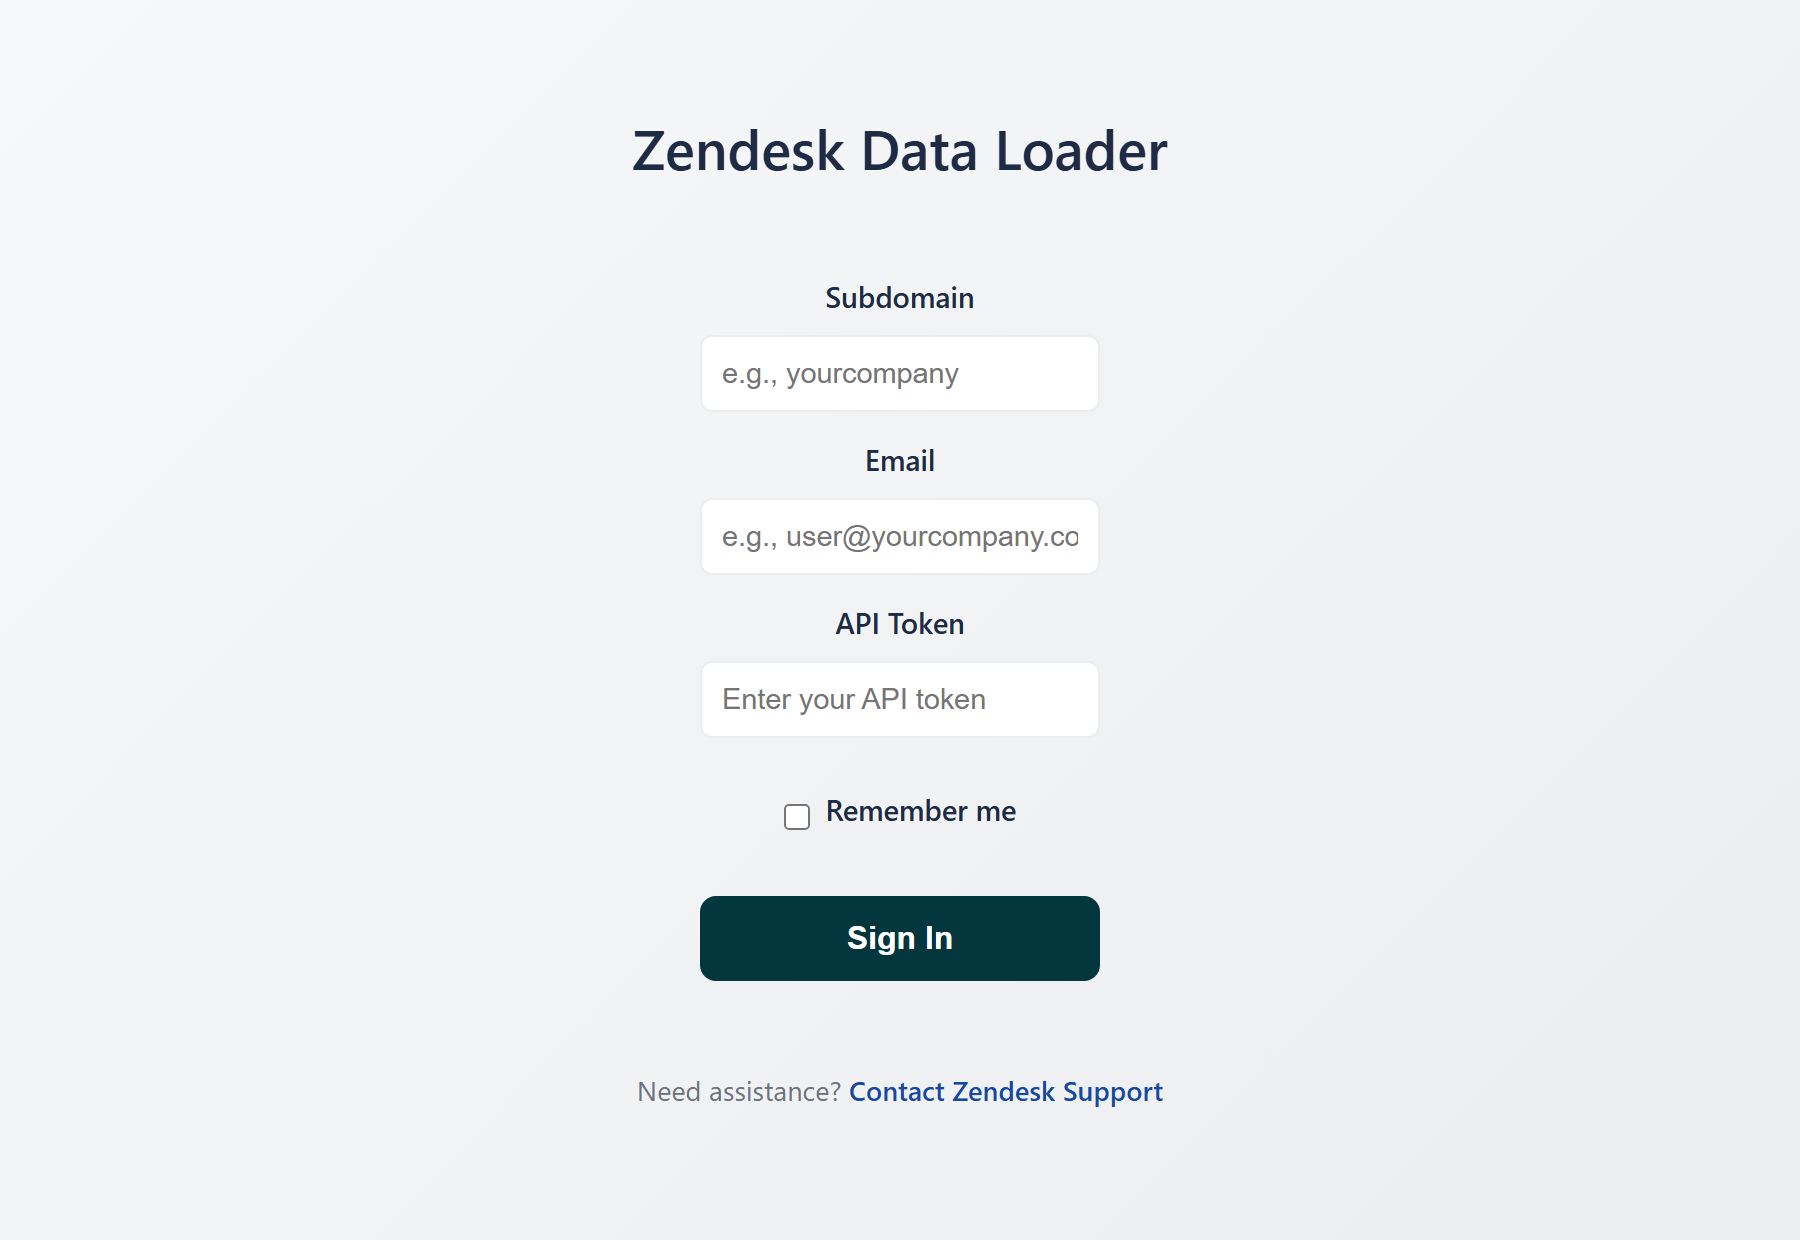 Zendesk Data Loader
Subdomain
e.g., yourcompany
Email
e.g., user@yourcompany.co
API Token
Enter your API token
Remember me
Sign In
Need assistance? Contact Zendesk Support